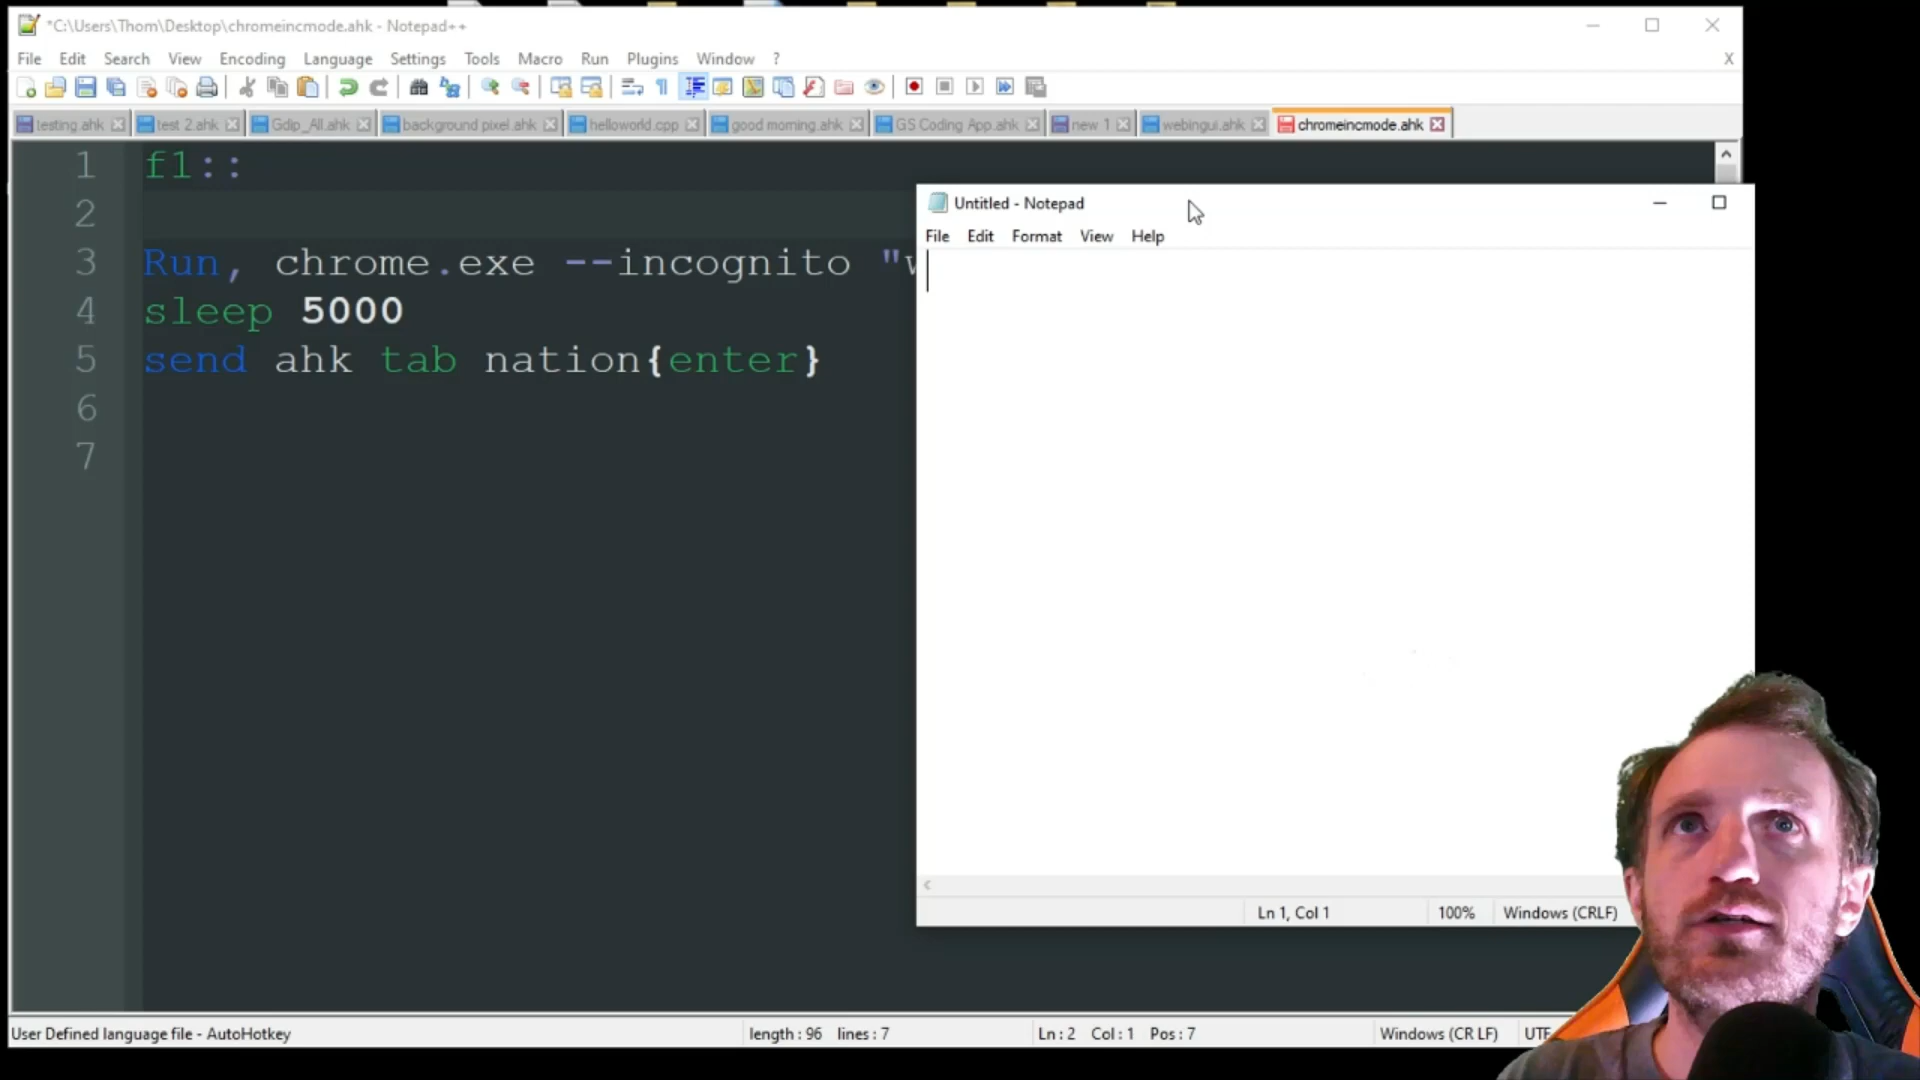 *C:\Users\Thom\Desktop\chromeincmode.ahk - Notepad++
File Edit Search View Encoding Language Settings Tools Macro Run Plugins Window ? X
testing.ahk test 2.ahk Gdip_All.ahk background pixel.ahk helloworld.cpp good morning.ahk GS Coding App.ahk new 1 webingui.ahk chromeincmode.ahk
1 f1::
2
3 Run, chrome.exe --incognito "
4 sleep 5000
5 send ahk tab nation{enter}
6
7
Untitled - Notepad
File Edit Format View Help
Ln 1, Col 1 100% Windows (CRLF)
User Defined language file - AutoHotkey length : 96 lines : 7 Ln : 2 Col : 1 Pos : 7 Windows (CR LF) UTF